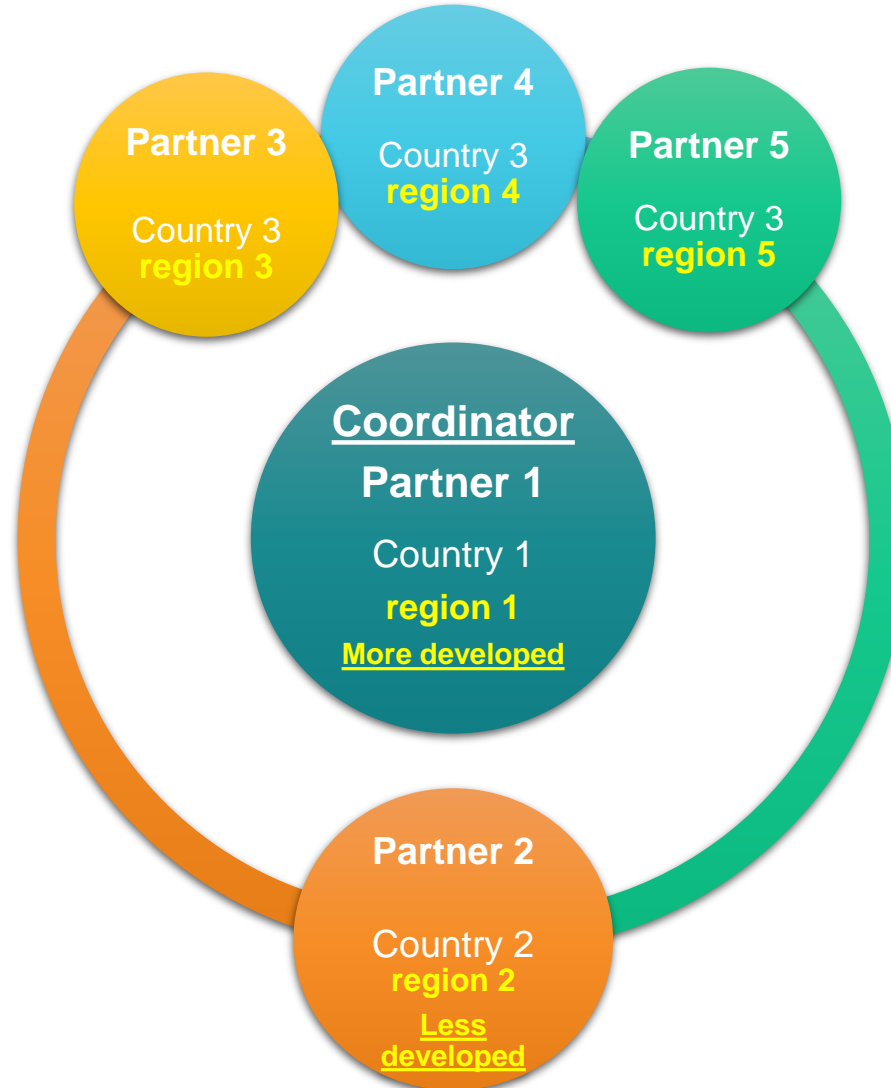 Partner 3
Country 3
region 3
Partner 4
Country 3
region 4
Partner 5
Country 3
region 5
Coordinator
Partner 1
Country 1
region 1
More developed
Partner 2
Country 2
region 2
Less
developed